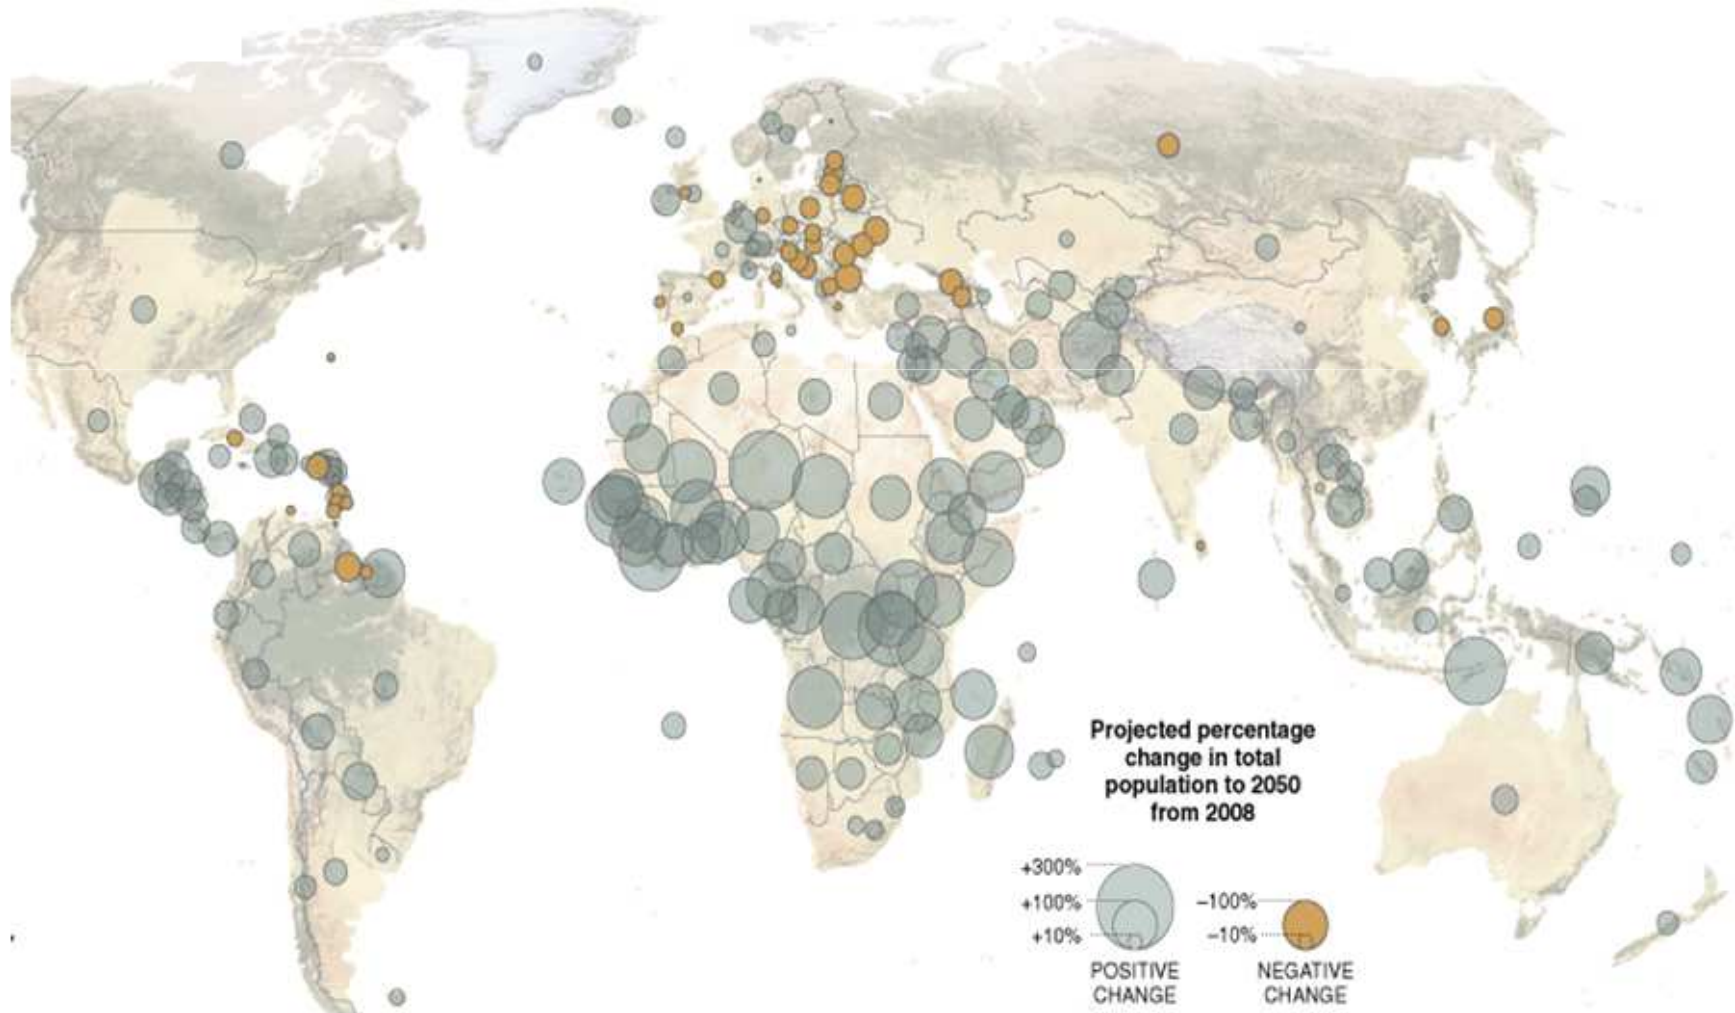 Projected percentage
change in total
population to 2050
from 2008
+300%
+100%
+10%
–100%
–10%
POSITIVE
CHANGE
NEGATIVE
CHANGE